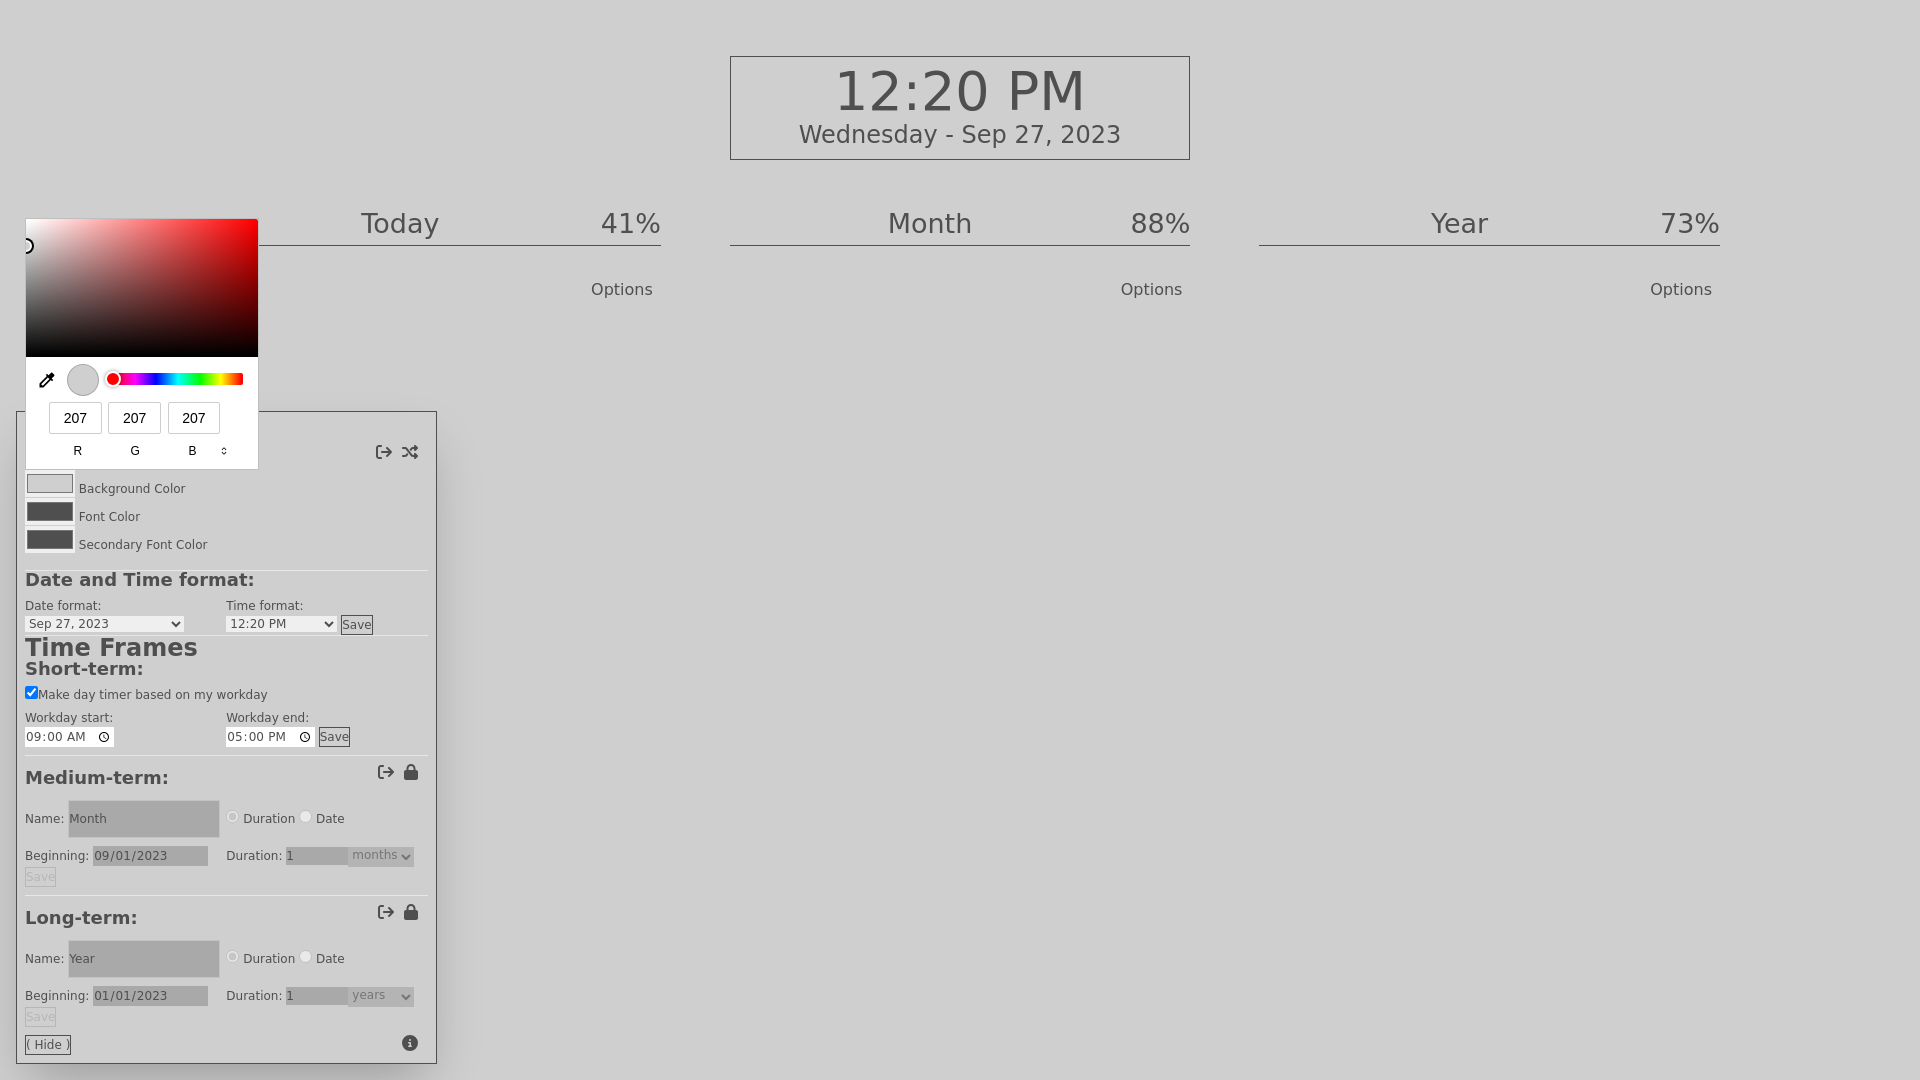 12:20 PM
Wednesday - Sep 27, 2023
Today 41%
Month 88%
Year 73%
Options
Options
Options
207 207 207
R G B
Background Color
Font Color
Secondary Font Color
Date and Time format:
Date format: Time format:
Sep 27, 2023 12:20 PM Save
Time Frames
Short-term:
Make day timer based on my workday
Workday start: Workday end:
09:00 AM 05:00 PM Save
Medium-term:
Name: Month Duration Date
Beginning: 09/01/2023 Duration: 1 months
Save
Long-term:
Name: Year Duration Date
Beginning: 01/01/2023 Duration: 1 years
Save
( Hide )